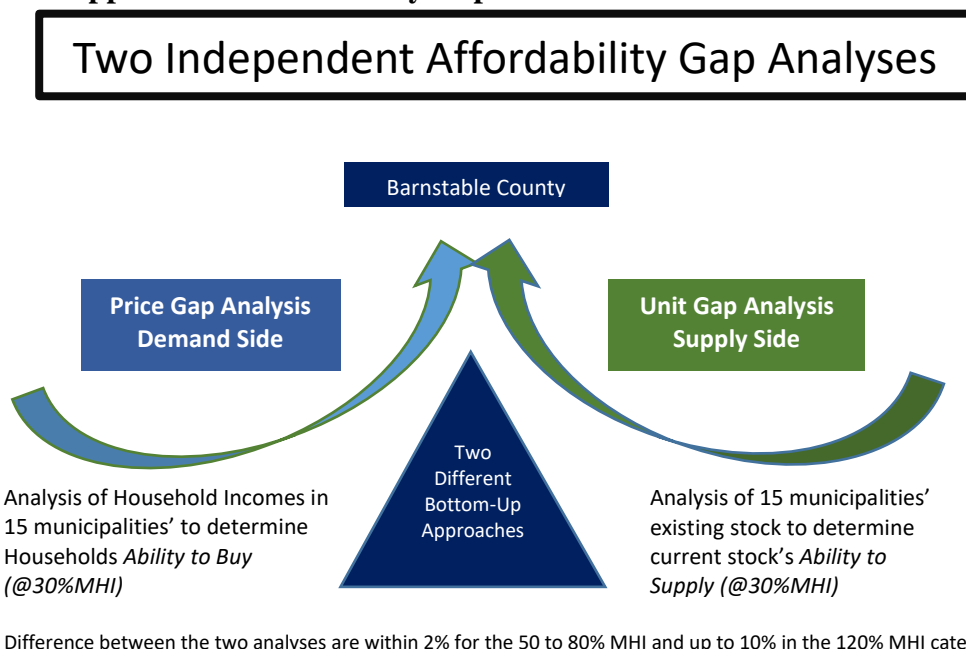 Two Independent Affordability Gap Analyses
Barnstable County
Price Gap Analysis
Demand Side
Unit Gap Analysis
Supply Side
Two
Different
Bottom-Up
Approaches
Analysis of Household Incomes in
15 municipalities’ to determine
Households Ability to Buy
(@30%MHI)
Analysis of 15 municipalities’
existing stock to determine
current stock’s Ability to
Supply (@30%MHI)
Difference between the two analyses are within 2% for the 50 to 80% MHI and up to 10% in the 120% MHI cate